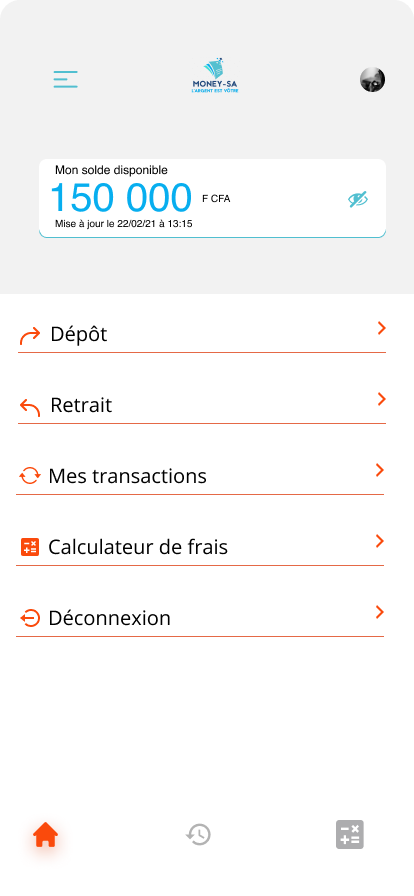 MONEY-SA
L'ARGENT EST VÔTRE
Mon solde disponible
150 000 F CFA
Mise à jour le 22/02/21 à 13:15
Dépôt
Retrait
Mes transactions
Calculateur de frais
Déconnexion